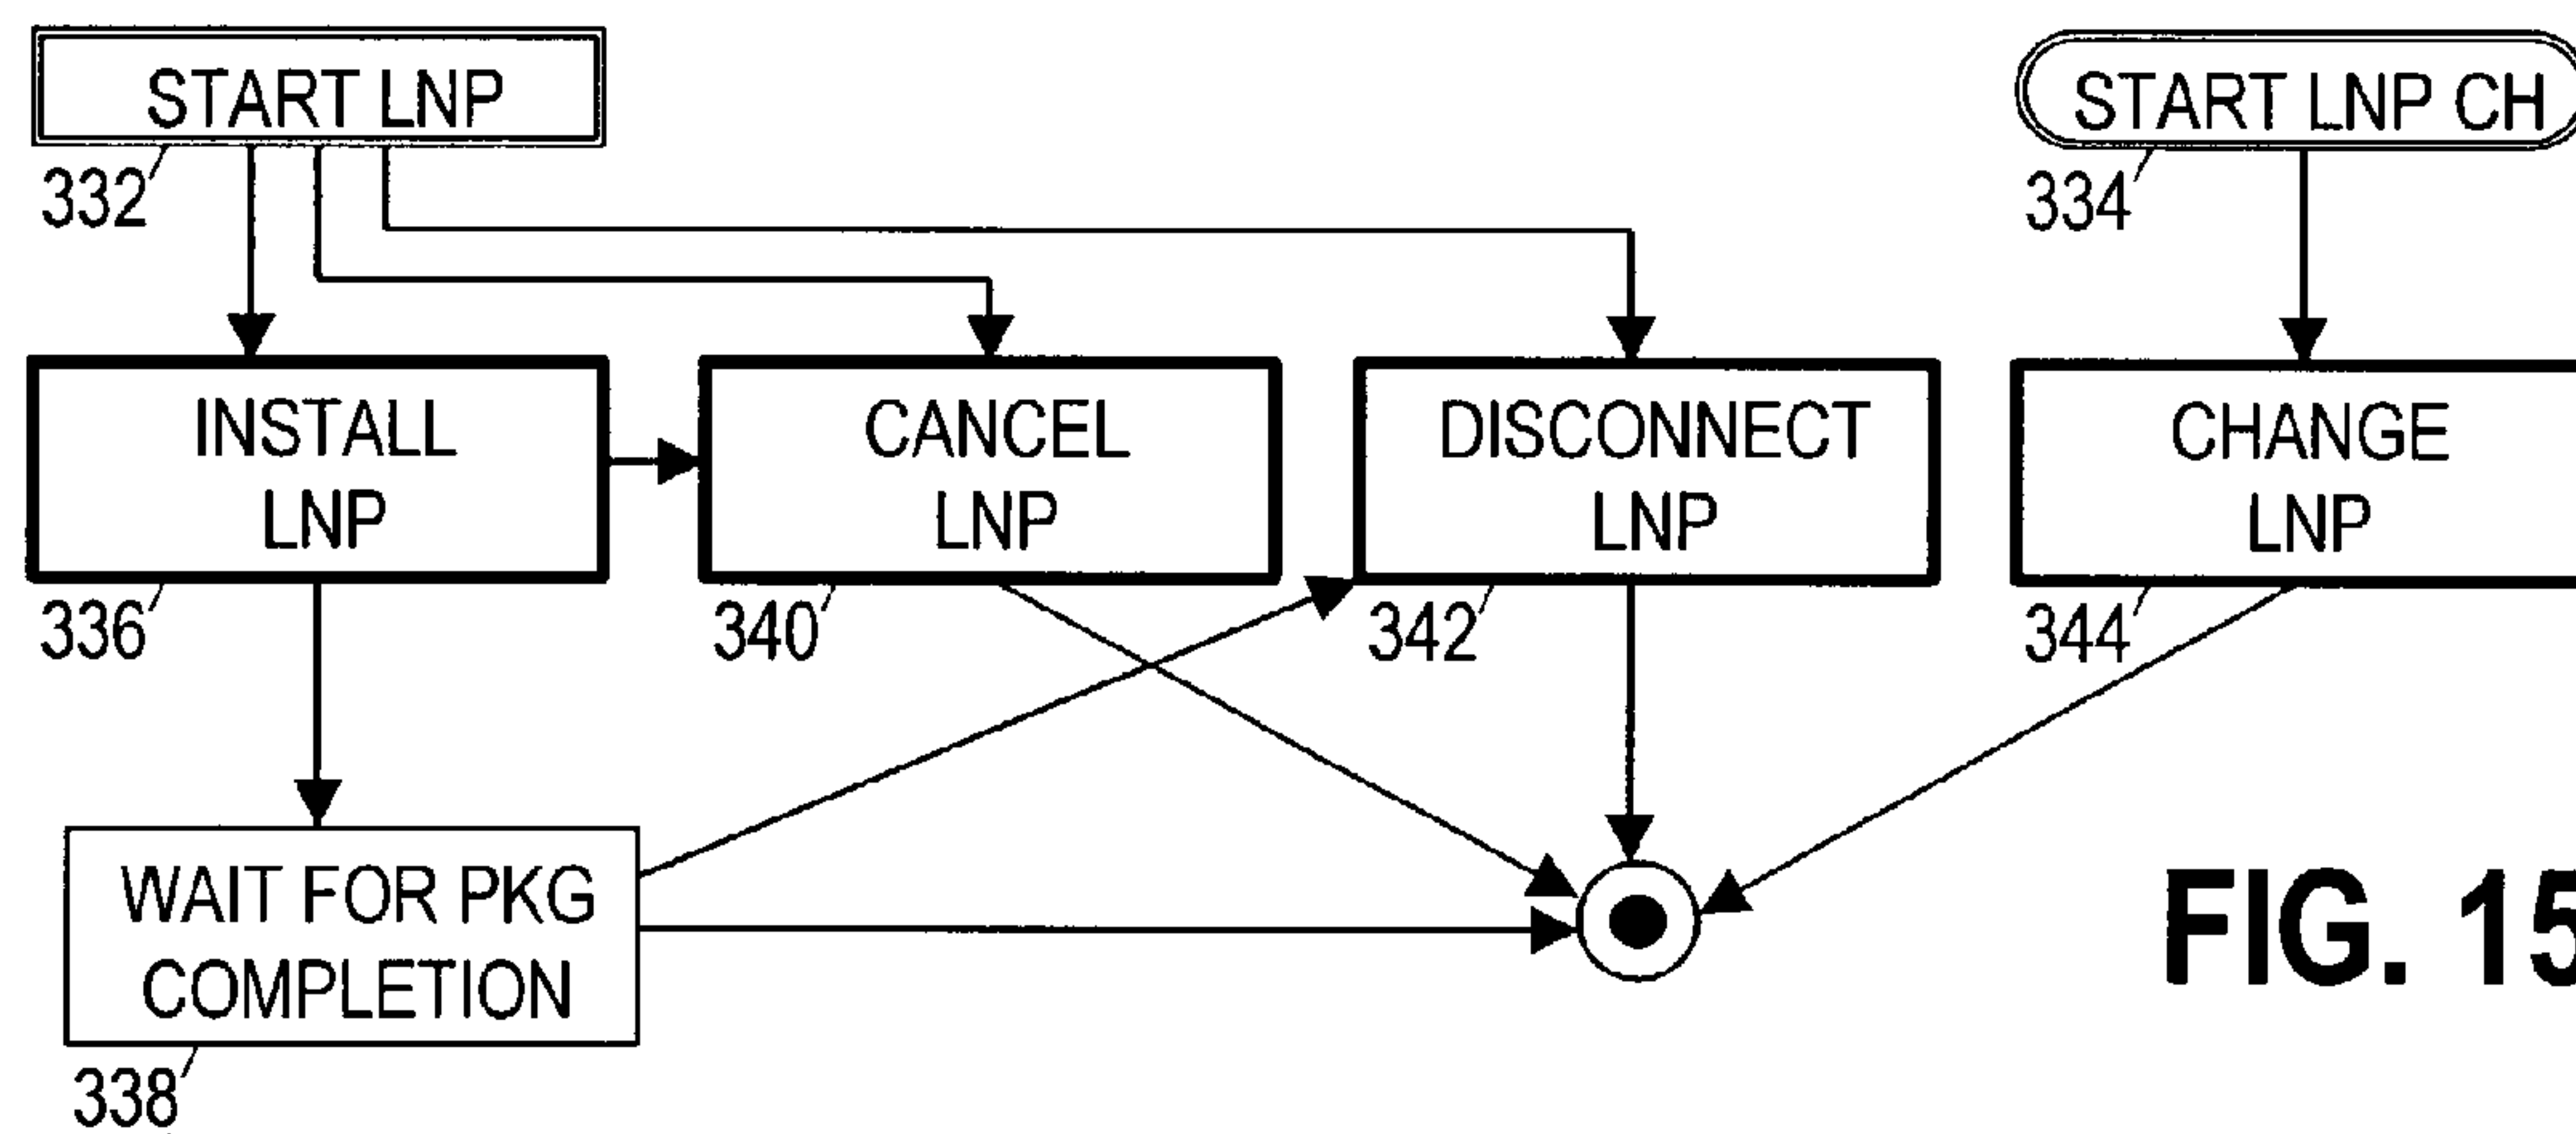 START LNP
START LNP CH
332
334
INSTALL
LNP
CANCEL
LNP
DISCONNECT
LNP
CHANGE
LNP
336
340
342
344
WAIT FOR PKG
COMPLETION
338
FIG. 15